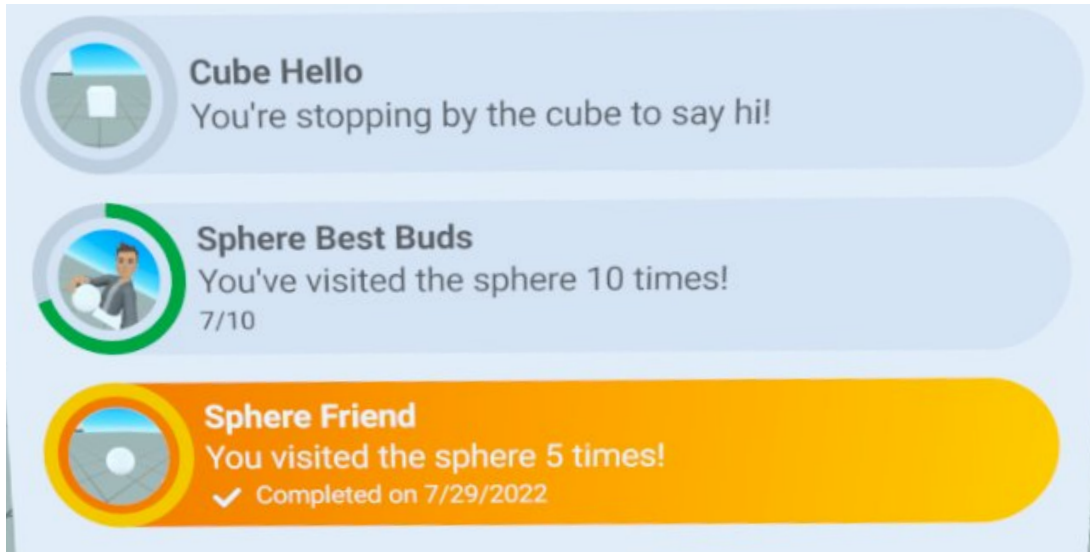 Cube Hello
You're stopping by the cube to say hi!
Sphere Best Buds
You've visited the sphere 10 times!
7/10
Sphere Friend
You visited the sphere 5 times!
Completed on 7/29/2022